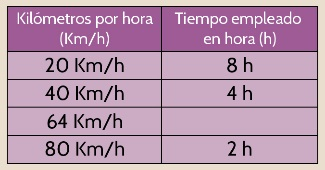 Kilómetros por hora Tiempo empleado
(Km/h) en hora (h)
20 Km/h 8 h
40 Km/h 4 h
64 Km/h
80 Km/h 2 h